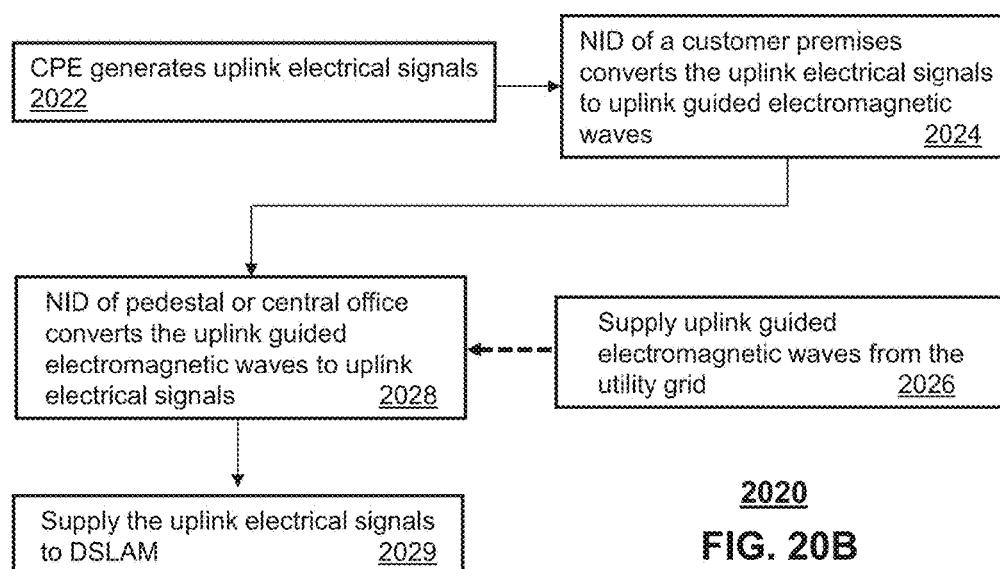 CPE generates uplink electrical signals
2022
NID of a customer premises
converts the uplink electrical signals
to uplink guided electromagnetic
waves 2024
NID of pedestal or central office
converts the uplink guided
electromagnetic waves to uplink
electrical signals 2028
Supply uplink guided
electromagnetic waves from the
utility grid 2026
Supply the uplink electrical signals
to DSLAM 2029
2020
FIG. 20B